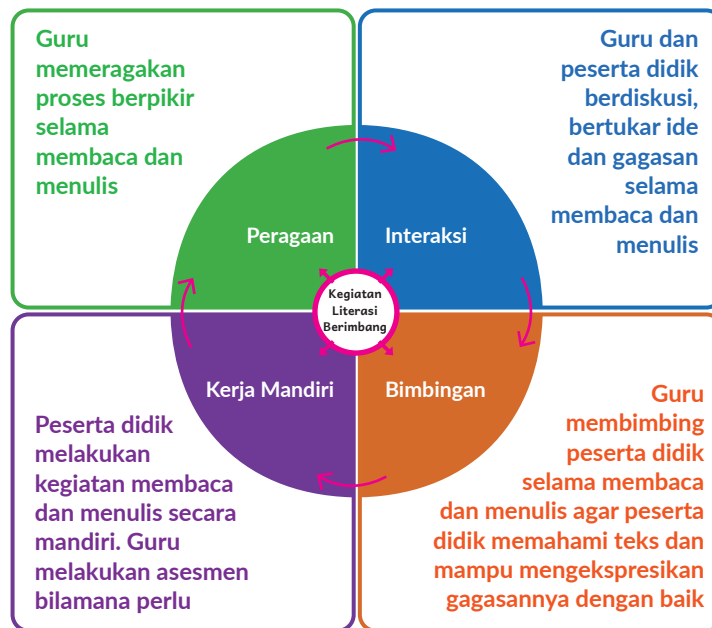 Guru
memeragakan
proses berpikir
selama
membaca dan
menulis
Guru dan
peserta didik
berdiskusi,
bertukar ide
dan gagasan
selama
membaca dan
menulis
Peragaan
Interaksi
Kegiatan
Literasi
Berimbang
Kerja Mandiri
Bimbingan
Peserta didik
melakukan
kegiatan membaca
dan menulis secara
mandiri. Guru
melakukan asesmen
bilamana perlu
Guru
membimbing
peserta didik
selama membaca
dan menulis agar peserta
didik memahami teks dan
mampu mengekspresikan
gagasannya dengan baik